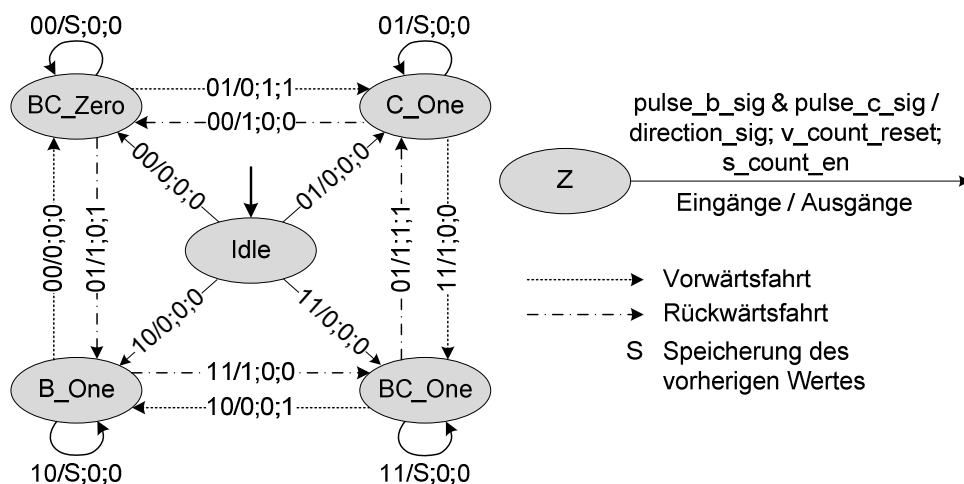 00/S;0;0
01/S;0;0
BC_Zero
01/0;1;1
C_One
00/1;0;0
00/0;0;0
01/0;0;0
Idle
00/0;0;0
01/1;0;1
01/1;1;1
11/1;0;0
10/0;0;0
11/0;0;0
B_One
11/1;0;0
BC_One
10/0;0;1
10/S;0;0
11/S;0;0
Z
pulse_b_sig & pulse_c_sig /
direction_sig; v_count_reset;
s_count_en
Eingänge / Ausgänge
Vorwärtsfahrt
Rückwärtsfahrt
S Speicherung des
vorherigen Wertes